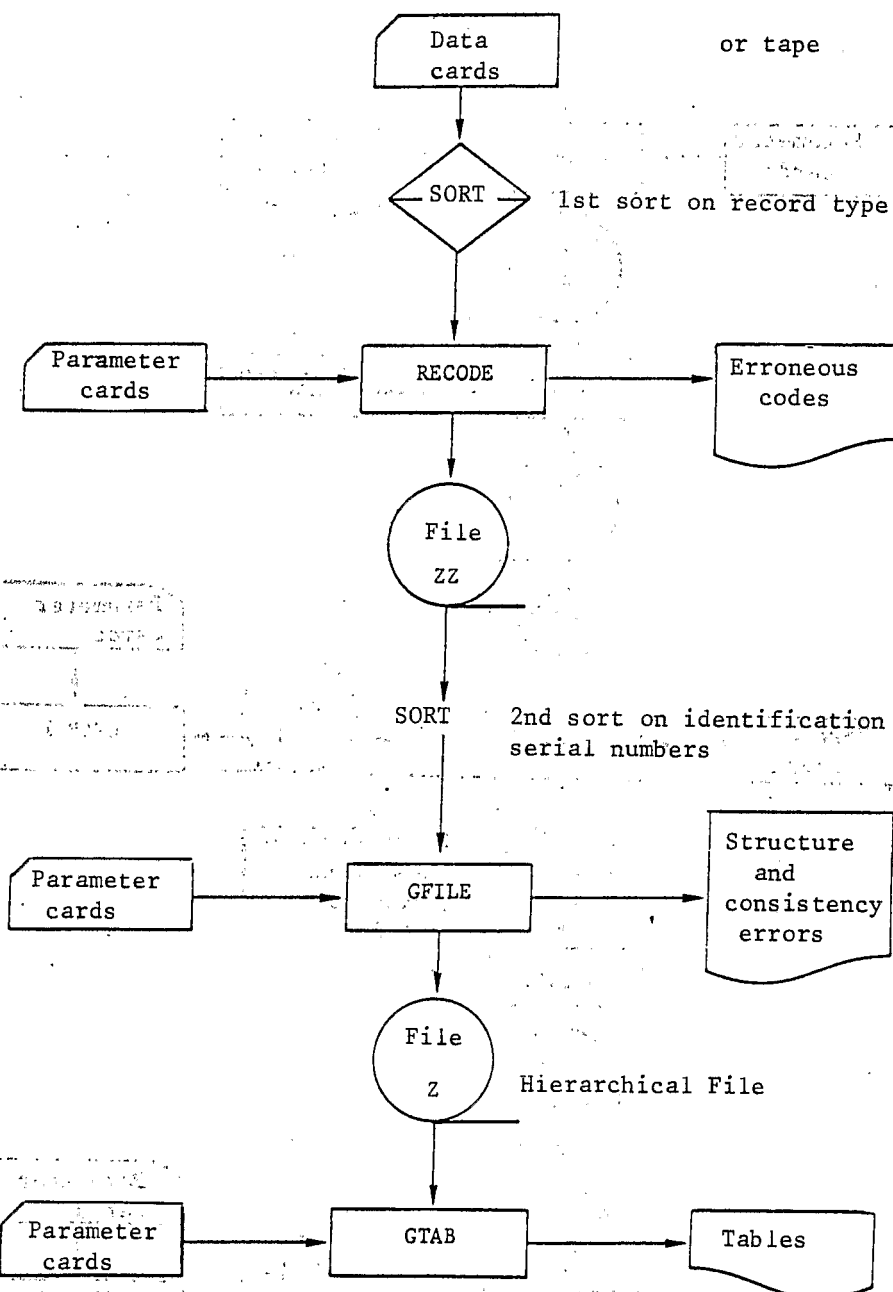 Data
cards
or tape
SORT
1st sort on record type
Parameter
cards
RECODE
Erroneous
codes
File
ZZ
SORT
2nd sort on identification
serial numbers
Parameter
cards
GFILE
Structure
and
consistency
errors
File
Z
Hierarchical File
Parameter
cards
GTAB
Tables